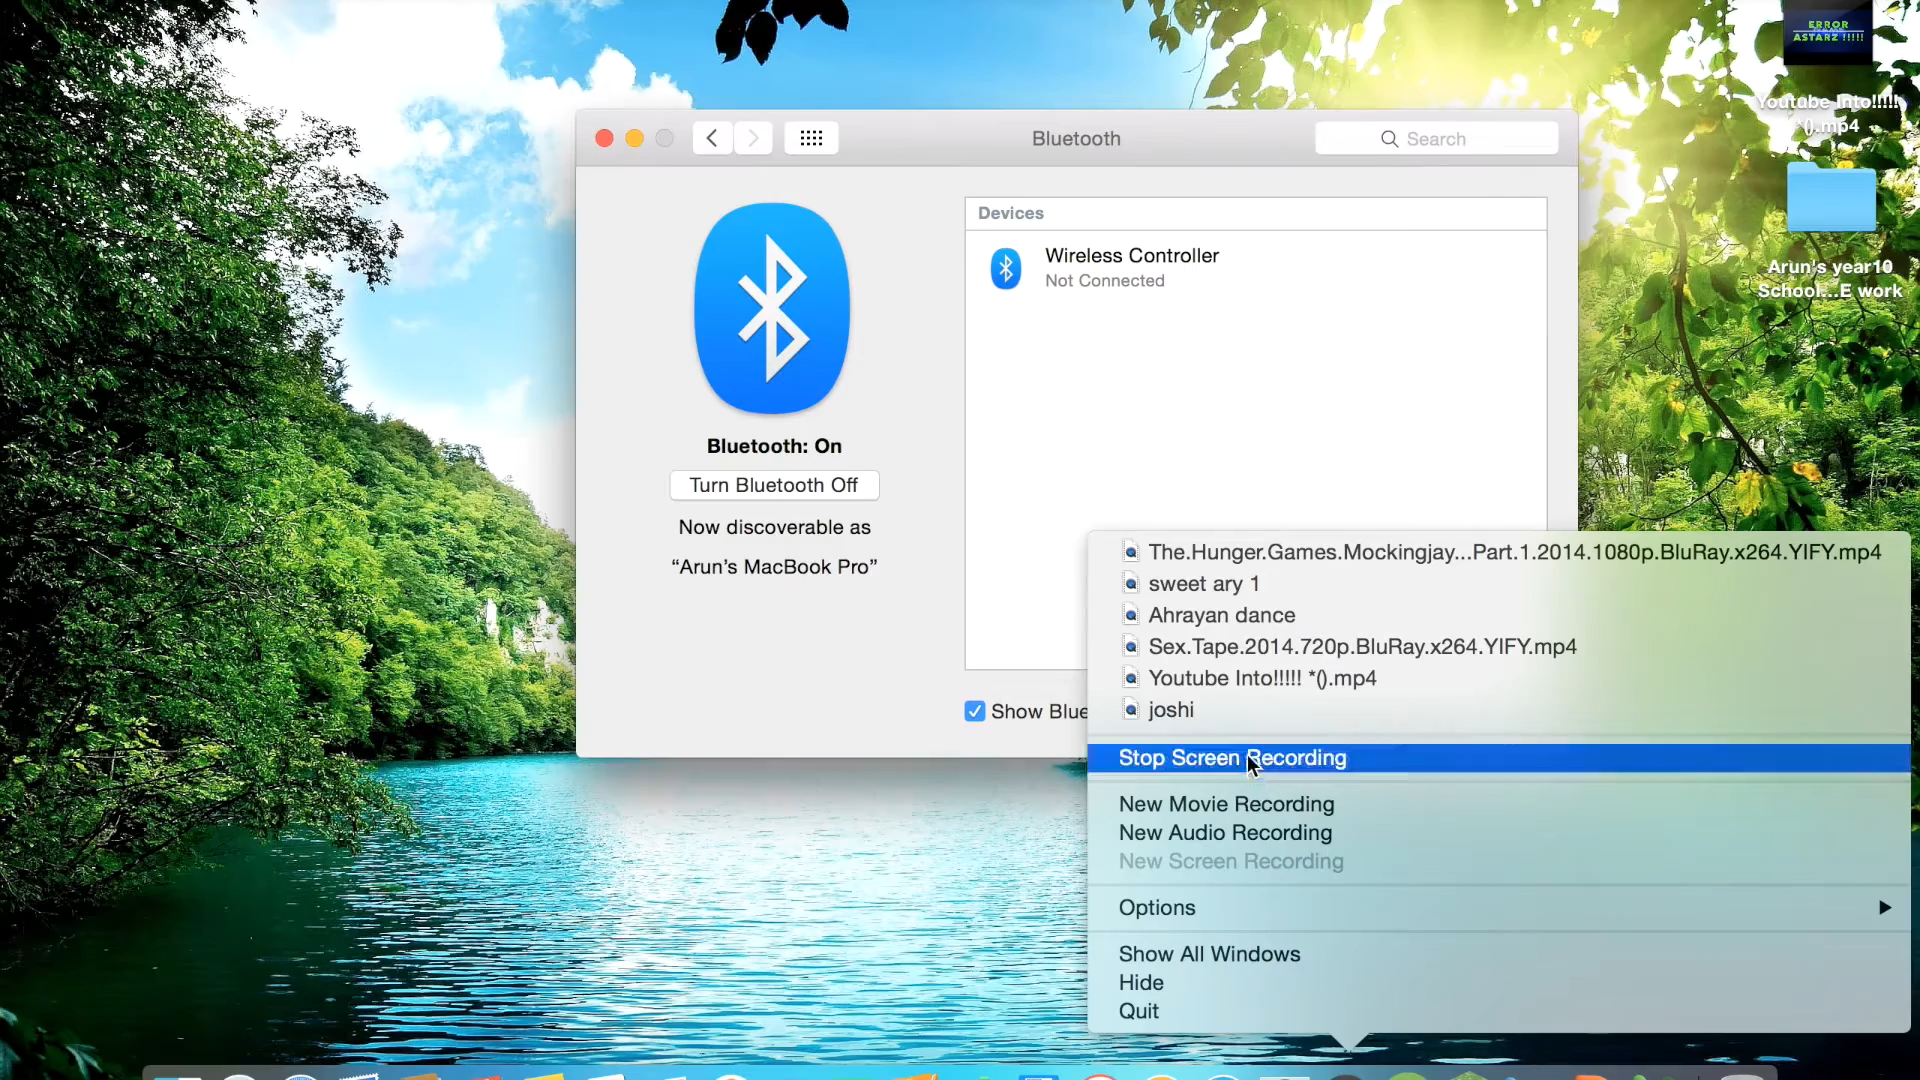 ERROR
ASTARZ !!!!!
Youtube Into!!!!!
*().mp4
Arun's year10
School...E work
Bluetooth
Search
Devices
Wireless Controller
Not Connected
Bluetooth: On
Turn Bluetooth Off
Now discoverable as
“Arun’s MacBook Pro”
Show Blue
The.Hunger.Games.Mockingjay...Part.1.2014.1080p.BluRay.x264.YIFY.mp4
sweet ary 1
Ahrayan dance
Sex.Tape.2014.720p.BluRay.x264.YIFY.mp4
Youtube Into!!!!! *().mp4
joshi
Stop Screen Recording
New Movie Recording
New Audio Recording
New Screen Recording
Options
Show All Windows
Hide
Quit